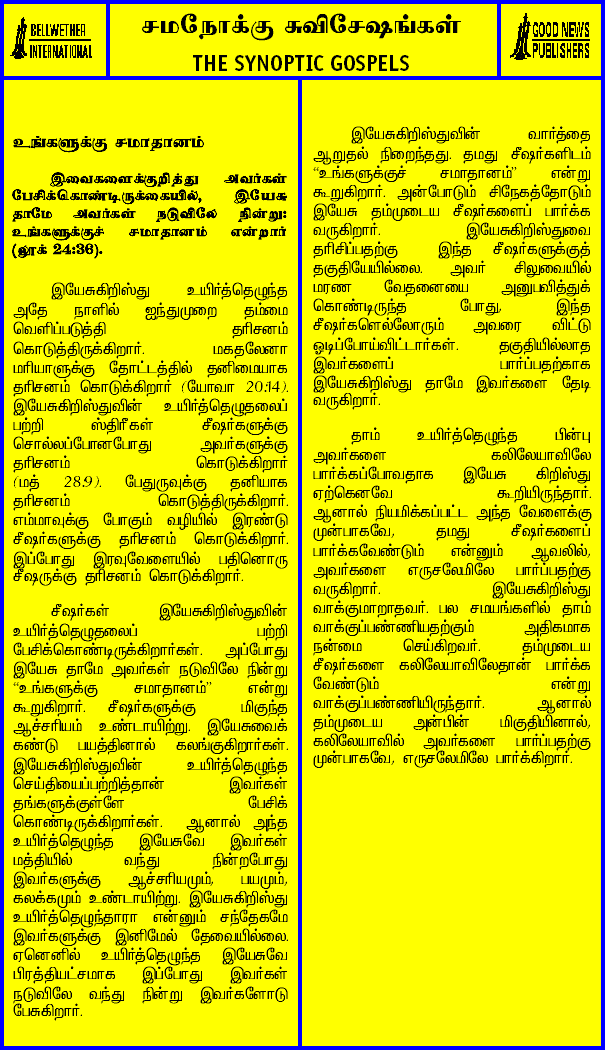 BELLWETHER
INTERNATIONAL
சமநோக்கு சுவிசேஷங்கள்
THE SYNOPTIC GOSPELS
GOOD NEWS
PUBLISHERS
உங்களுக்கு சமாதானம்
இவைகளைக்குறித்து அவர்கள்
பேசிக்கொண்டிருக்கையில், இயேசு
தாமே அவர்கள் நடுவிலே நின்று:
உங்களுக்குச் சமாதானம் என்றார்
(லூக் 24:36).
இயேசுகிறிஸ்து உயிர்த்தெழுந்த
அதே நாளில் ஐந்துமுறை தம்மை
வெளிப்படுத்தி தரிசனம்
கொடுத்திருக்கிறார். மகதலேனா
மரியாளுக்கு தோட்டத்தில் தனிமையாக
தரிசனம் கொடுக்கிறார் (யோவா 20:14).
இயேசுகிறிஸ்துவின் உயிர்த்தெழுதலைப்
பற்றி ஸ்திரீகள் சீஷர்களுக்கு
சொல்லப்போனபோது அவர்களுக்கு
தரிசனம் கொடுக்கிறார்
(மத் 28:9). பேதுருவுக்கு தனியாக
தரிசனம் கொடுத்திருக்கிறார்.
எம்மாவுக்கு போகும் வழியில் இரண்டு
சீஷர்களுக்கு தரிசனம் கொடுக்கிறார்.
இப்போது இரவுவேளையில் பதினொரு
சீஷருக்கு தரிசனம் கொடுக்கிறார்.
சீஷர்கள் இயேசுகிறிஸ்துவின்
உயிர்த்தெழுதலைப் பற்றி
பேசிக்கொண்டிருக்கிறார்கள். அப்போது
இயேசு தாமே அவர்கள் நடுவிலே நின்று
“உங்களுக்கு சமாதானம்” என்று
கூறுகிறார். சீஷர்களுக்கு மிகுந்த
ஆச்சரியம் உண்டாயிற்று. இயேசுவைக்
கண்டு பயத்தினால் கலங்குகிறார்கள்.
இயேசுகிறிஸ்துவின் உயிர்த்தெழுந்த
செய்தியைப்பற்றித்தான் இவர்கள்
தங்களுக்குள்ளே பேசிக்
கொண்டிருக்கிறார்கள். ஆனால் அந்த
உயிர்த்தெழுந்த இயேசுவே இவர்கள்
மத்தியில் வந்து நின்றபோது
இவர்களுக்கு ஆச்சரியமும், பயமும்,
கலக்கமும் உண்டாயிற்று. இயேசுகிறிஸ்து
உயிர்த்தெழுந்தாரா என்னும் சந்தேகமே
இவர்களுக்கு இனிமேல் தேவையில்லை.
ஏனெனில் உயிர்த்தெழுந்த இயேசுவே
பிரத்தியட்சமாக இப்போது இவர்கள்
நடுவிலே வந்து நின்று இவர்களோடு
பேசுகிறார்.
இயேசுகிறிஸ்துவின் வார்த்தை
ஆறுதல் நிறைந்தது. தமது சீஷர்களிடம்
“உங்களுக்குச் சமாதானம்” என்று
கூறுகிறார். அன்போடும் சிநேகத்தோடும்
இயேசு தம்முடைய சீஷர்களைப் பார்க்க
வருகிறார். இயேசுகிறிஸ்துவை
தரிசிப்பதற்கு இந்த சீஷர்களுக்குத்
தகுதியேயில்லை. அவர் சிலுவையில்
மரண வேதனையை அனுபவித்துக்
கொண்டிருந்த போது, இந்த
சீஷர்களெல்லோரும் அவரை விட்டு
ஓடிப்போய்விட்டார்கள். தகுதியில்லாத
இவர்களைப் பார்ப்பதற்காக
இயேசுகிறிஸ்து தாமே இவர்களை தேடி
வருகிறார்.
தாம் உயிர்த்தெழுந்த பின்பு
அவர்களை கலிலேயாவிலே
பார்க்கப்போவதாக இயேசு கிறிஸ்து
ஏற்கெனவே கூறியிருந்தார்.
ஆனால் நியமிக்கப்பட்ட அந்த வேளைக்கு
முன்பாகவே, தமது சீஷர்களைப்
பார்க்கவேண்டும் என்னும் ஆவலில்,
அவர்களை எருசலேமிலே பார்ப்பதற்கு
வருகிறார். இயேசுகிறிஸ்து
வாக்குமாறாதவர். பல சமயங்களில் தாம்
வாக்குப்பண்ணியதற்கும் அதிகமாக
நன்மை செய்கிறவர். தம்முடைய
சீஷர்களை கலிலேயாவிலேதான் பார்க்க
வேண்டும் என்று
வாக்குப்பண்ணியிருந்தார். ஆனால்
தம்முடைய அன்பின் மிகுதியினால்,
கலிலேயாவில் அவர்களை பார்ப்பதற்கு
முன்பாகவே, எருசலேமிலே பார்க்கிறார்.